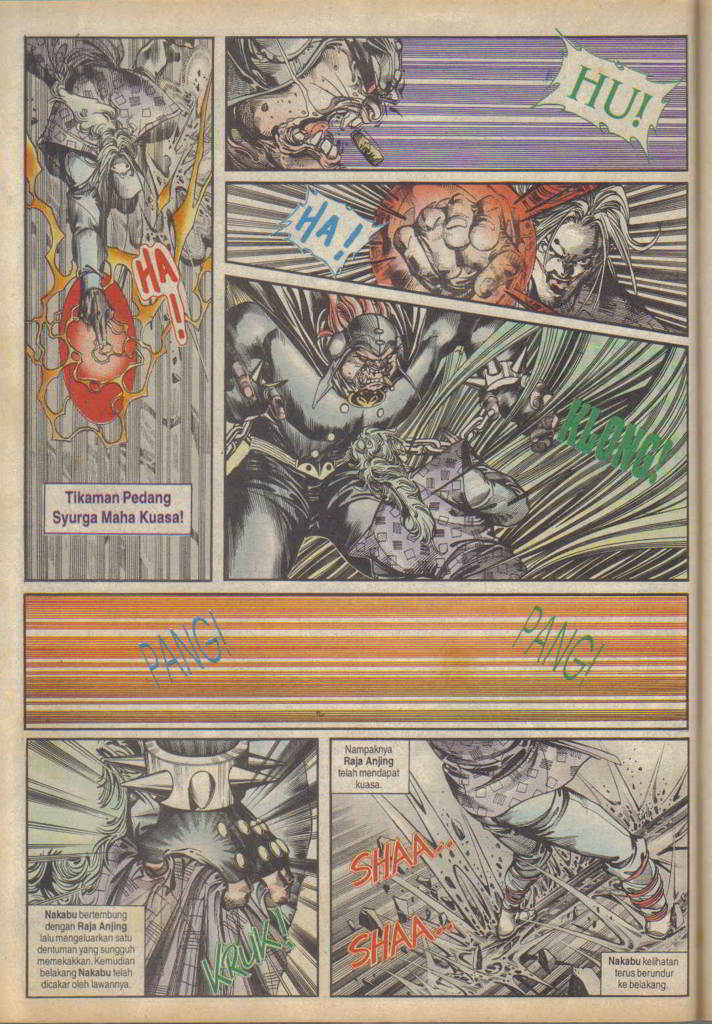 HA!
Tikaman Pedang
Syurga Maha Kuasa!
HU!
HA!
KLONG!
PANG!
PANG!
Nakabu bertembung
dengan Raja Anjing
lalu mengeluarkan satu
dentuman yang sungguh
memekakkan. Kemudian
belakang Nakabu telah
dicakar oleh lawannya.
KRUK!
Nampaknya
Raja Anjing
telah mendapat
kuasa.
SHAA...
SHAA...
Nakabu kelihatan
terus berundur
ke belakang.